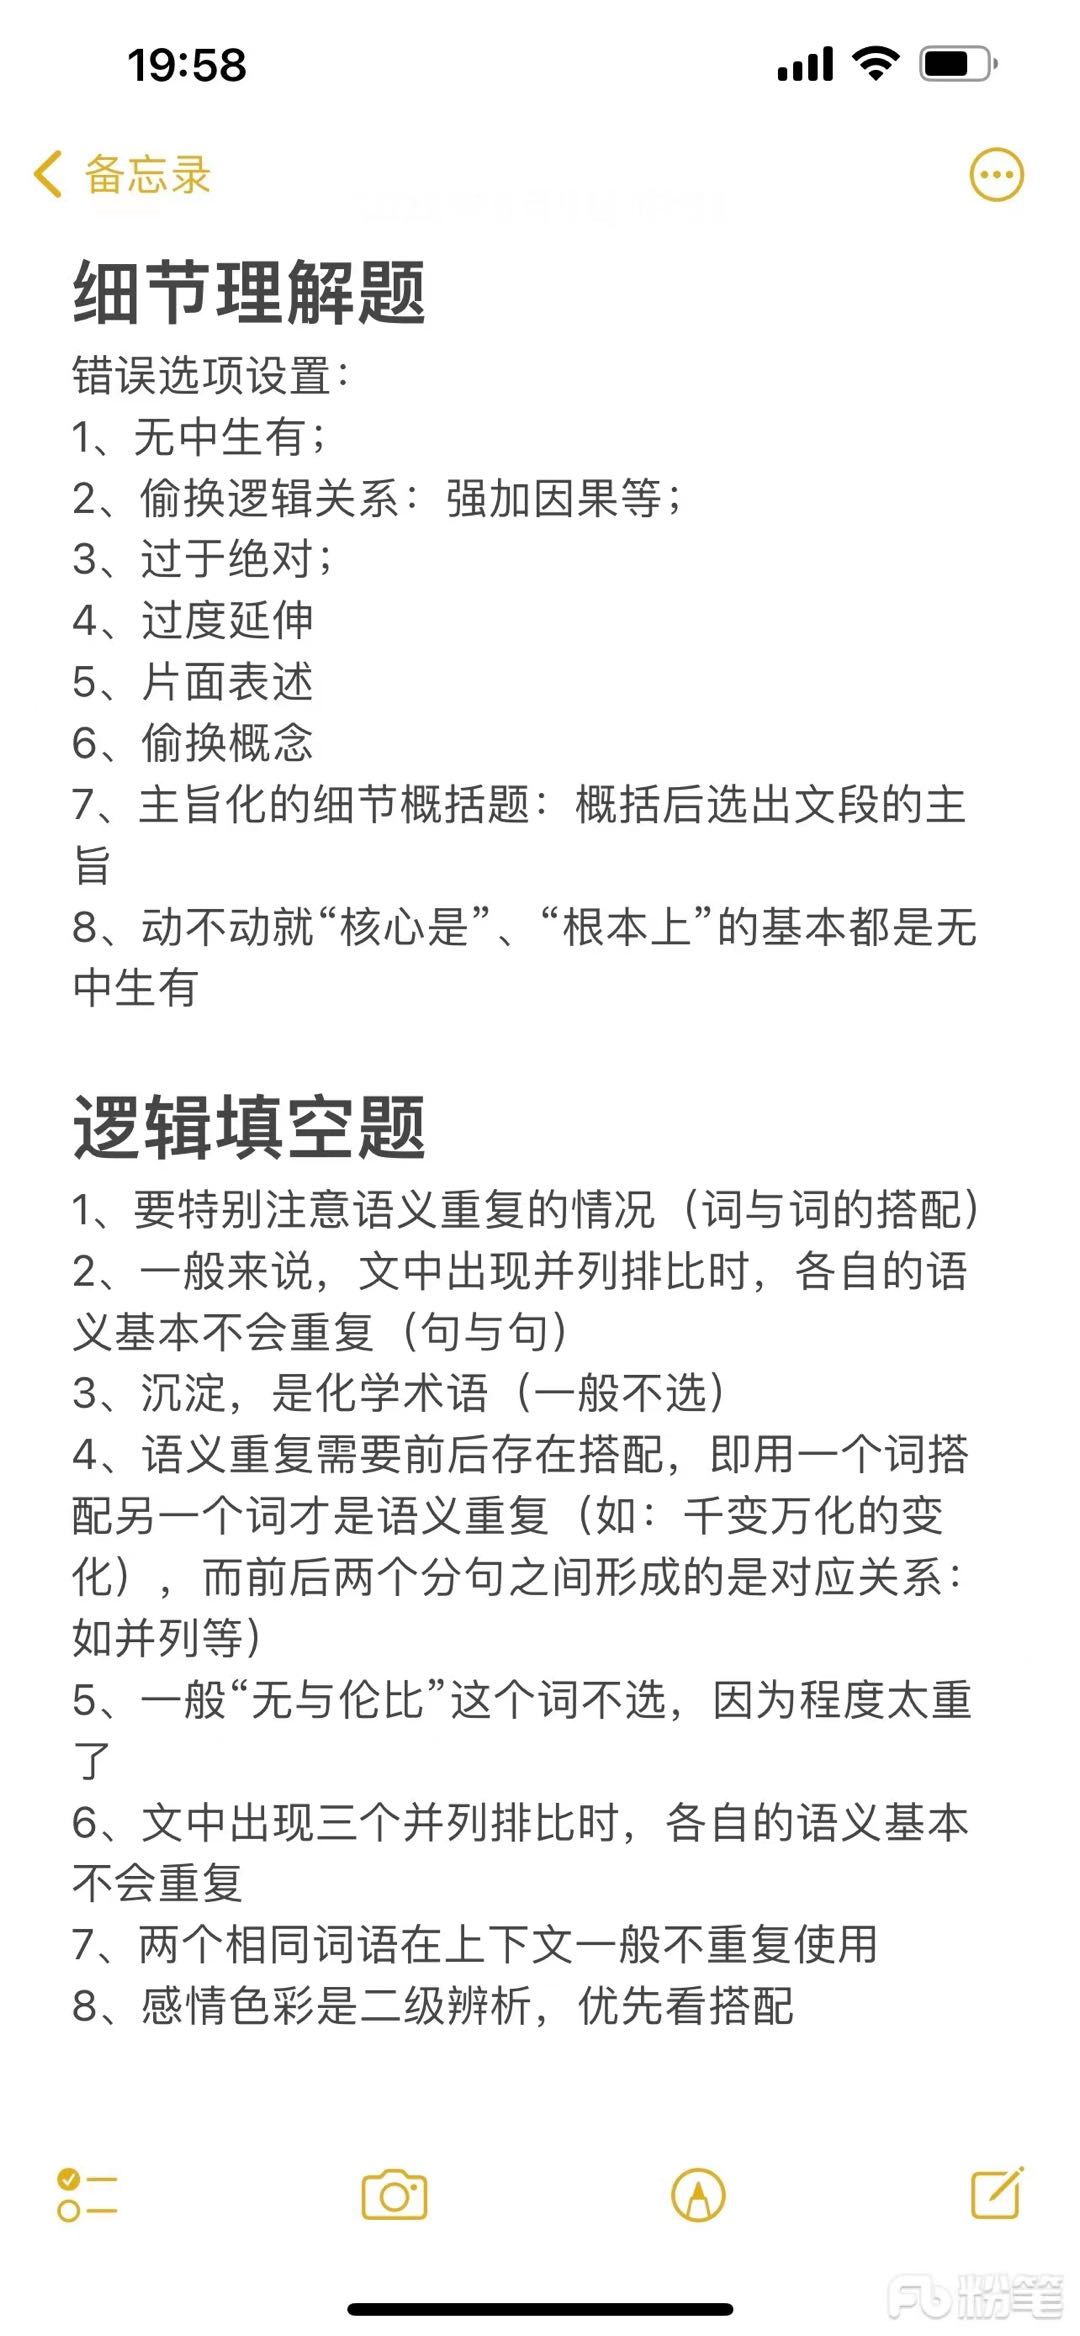 19:58
备忘录
细节理解题
错误选项设置：
1、无中生有；
2、偷换逻辑关系：强加因果等；
3、过于绝对；
4、过度延伸
5、片面表述
6、偷换概念
7、主旨化的细节概括题：概括后选出文段的主
旨
8、动不动就“核心是”、“根本上”的基本都是无
中生有
逻辑填空题
1、要特别注意语义重复的情况（词与词的搭配）
2、一般来说，文中出现并列排比时，各自的语
义基本不会重复（句与句）
3、沉淀，是化学术语（一般不选）
4、语义重复需要前后存在搭配，即用一个词搭
配另一个词才是语义重复（如：千变万化的变
化），而前后两个分句之间形成的是对应关系：
如并列等）
5、一般“无与伦比”这个词不选，因为程度太重
了
6、文中出现三个并列排比时，各自的语义基本
不会重复
7、两个相同词语在上下文一般不重复使用
8、感情色彩是二级辨析，优先看搭配
Fb粉笔